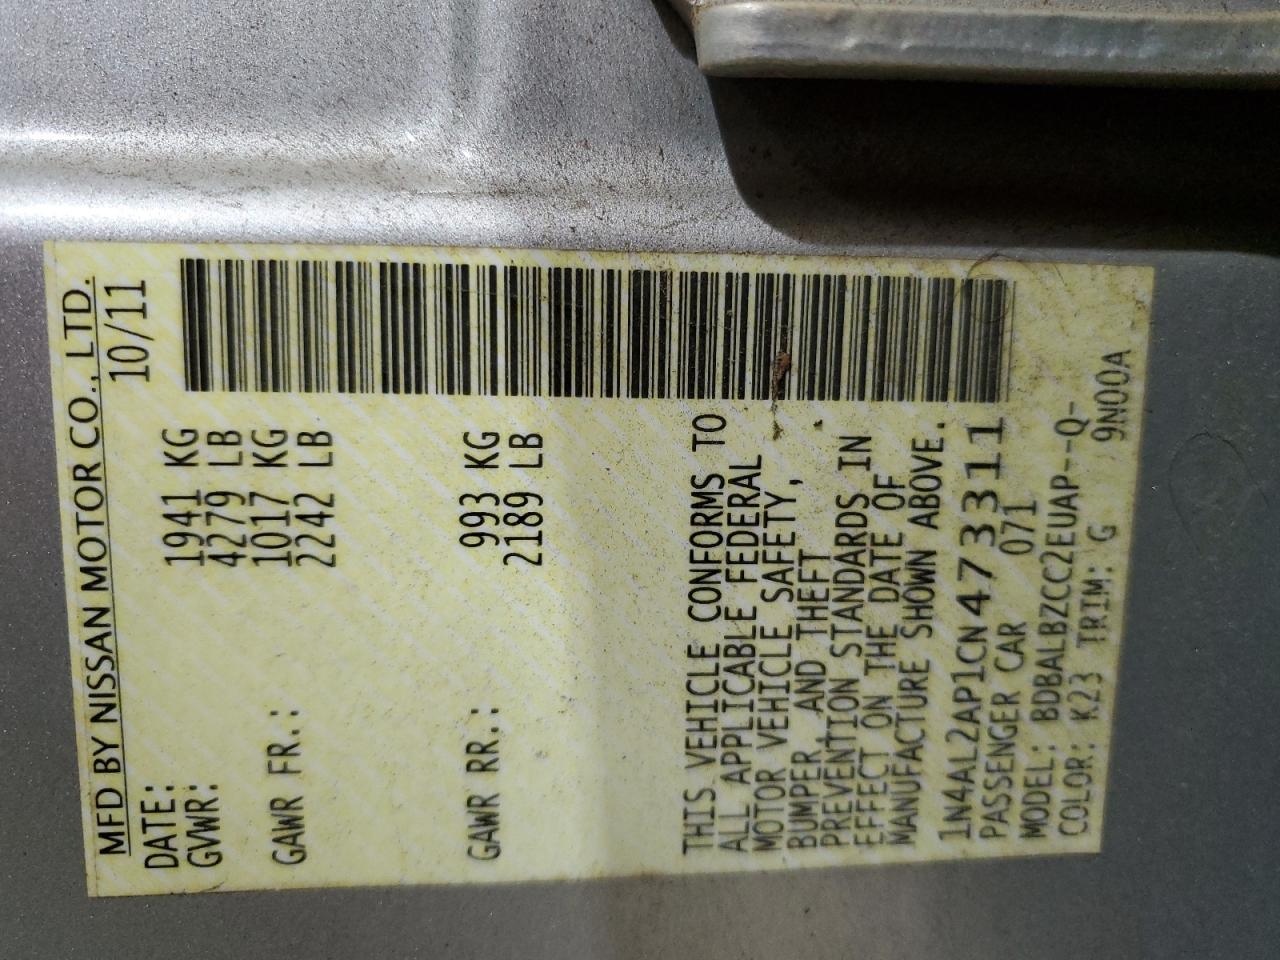 MFD BY NISSAN MOTOR CO., LTD.
DATE: 10/11
GVWR: 1941 KG
4279 LB
GAWR FR.: 1017 KG
2242 LB
GAWR RR.: 993 KG
2189 LB
THIS VEHICLE CONFORMS TO
ALL APPLICABLE FEDERAL
MOTOR VEHICLE SAFETY,
BUMPER, AND THEFT
PREVENTION STANDARDS IN
EFFECT ON THE DATE OF
MANUFACTURE SHOWN ABOVE.
1N4AL2AP1CN473311
PASSENGER CAR 071
MODEL: BDBALBZCC2EUAP--Q-
COLOR: K23 TRIM: G 9N00A